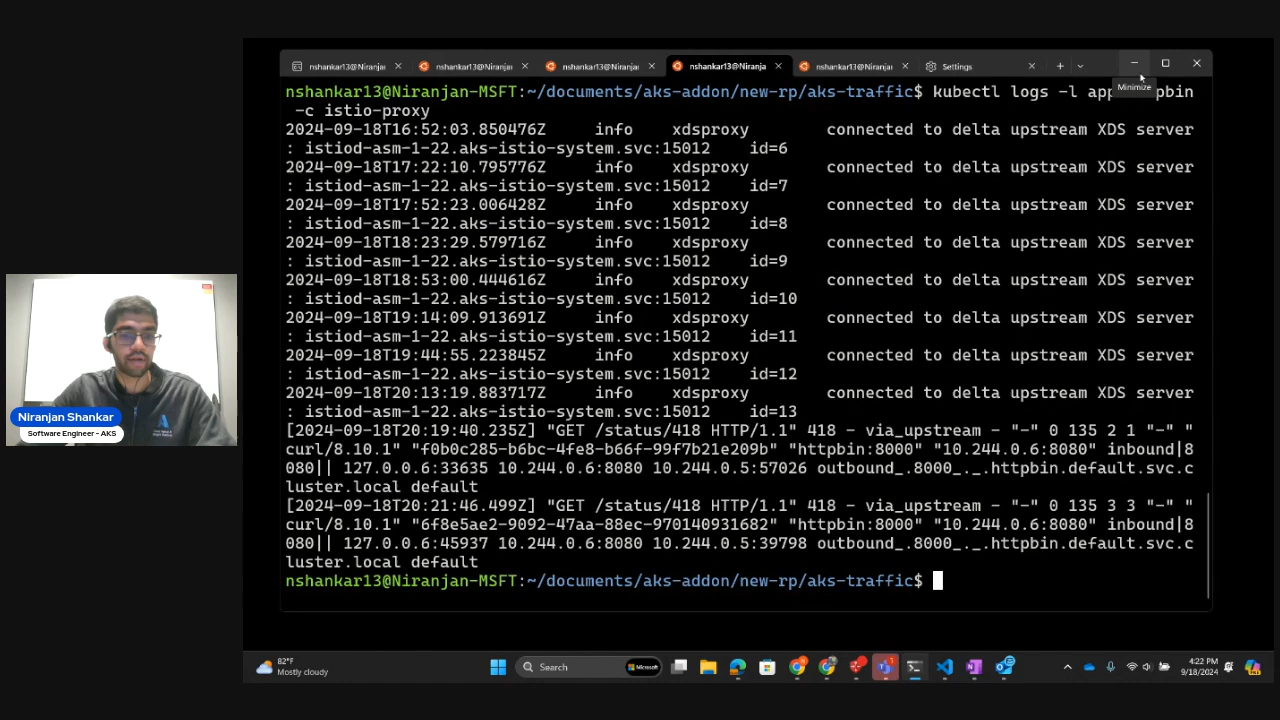 nshankar13@Niranjan
nshankar13@Niranja
nshankar13@Niranjan
nshankar13@Niranja
nshankar13@Niranjan
Settings
Minimize
nshankar13@Niranjan-MSFT:~/documents/aks-addon/new-rp/aks-traffic$ kubectl logs -l app pbin
-c istio-proxy
2024-09-18T16:52:03.850476Z info xdsproxy connected to delta upstream XDS server
: istiod-asm-1-22.aks-istio-system.svc:15012 id=6
2024-09-18T17:22:10.795776Z info xdsproxy connected to delta upstream XDS server
: istiod-asm-1-22.aks-istio-system.svc:15012 id=7
2024-09-18T17:52:23.006428Z info xdsproxy connected to delta upstream XDS server
: istiod-asm-1-22.aks-istio-system.svc:15012 id=8
2024-09-18T18:23:29.579716Z info xdsproxy connected to delta upstream XDS server
: istiod-asm-1-22.aks-istio-system.svc:15012 id=9
2024-09-18T18:53:00.444616Z info xdsproxy connected to delta upstream XDS server
: istiod-asm-1-22.aks-istio-system.svc:15012 id=10
2024-09-18T19:14:09.913691Z info xdsproxy connected to delta upstream XDS server
: istiod-asm-1-22.aks-istio-system.svc:15012 id=11
2024-09-18T19:44:55.223845Z info xdsproxy connected to delta upstream XDS server
: istiod-asm-1-22.aks-istio-system.svc:15012 id=12
2024-09-18T20:13:19.883717Z info xdsproxy connected to delta upstream XDS server
: istiod-asm-1-22.aks-istio-system.svc:15012 id=13
[2024-09-18T20:19:40.235Z] "GET /status/418 HTTP/1.1" 418 - via_upstream - "-" 0 135 2 1 "-" "
curl/8.10.1" "f0b0c285-b6bc-4fe8-b66f-99f7b21e209b" "httpbin:8000" "10.244.0.6:8080" inbound|8
080|| 127.0.0.6:33635 10.244.0.6:8080 10.244.0.5:57026 outbound_.8000_._.httpbin.default.svc.c
luster.local default
[2024-09-18T20:21:46.499Z] "GET /status/418 HTTP/1.1" 418 - via_upstream - "-" 0 135 3 3 "-" "
curl/8.10.1" "6f8e5ae2-9092-47aa-88ec-970140931682" "httpbin:8000" "10.244.0.6:8080" inbound|8
080|| 127.0.0.6:45937 10.244.0.6:8080 10.244.0.5:39798 outbound_.8000_._.httpbin.default.svc.c
luster.local default
nshankar13@Niranjan-MSFT:~/documents/aks-addon/new-rp/aks-traffic$
Niranjan Shankar
Software Engineer - AKS
82°F
Mostly cloudy
Search
Microsoft
4:22 PM
9/18/2024